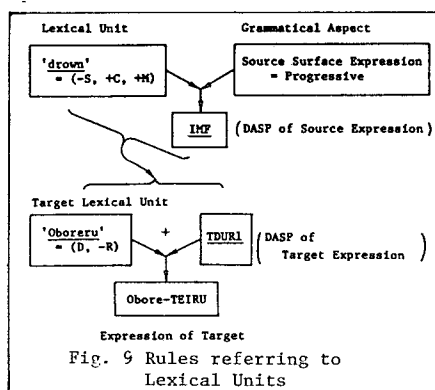 Lexical Unit Grammatical Aspect
'drown' Source Surface Expression
= (-S, +C, +M) = Progressive
IMF (DASP of Source Expression)
Target Lexical Unit
'Oboreru' + TDUR1 (DASP of
= (D, -R) Target Expression)
Obore-TEIRU
Expression of Target
Fig. 9 Rules referring to
Lexical Units